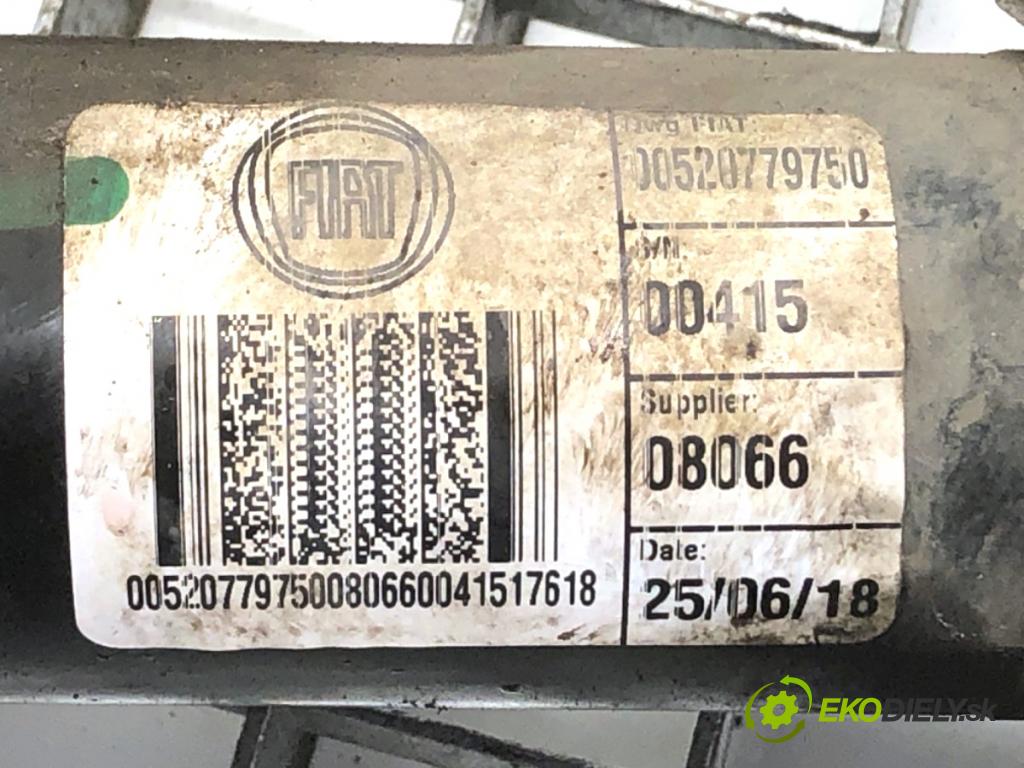 FIAT
Dwg FIAT
00520779750
S/N.
00415
Supplier:
08066
Date:
25/06/18
00520779750080660041517618
EKODIELY.sk